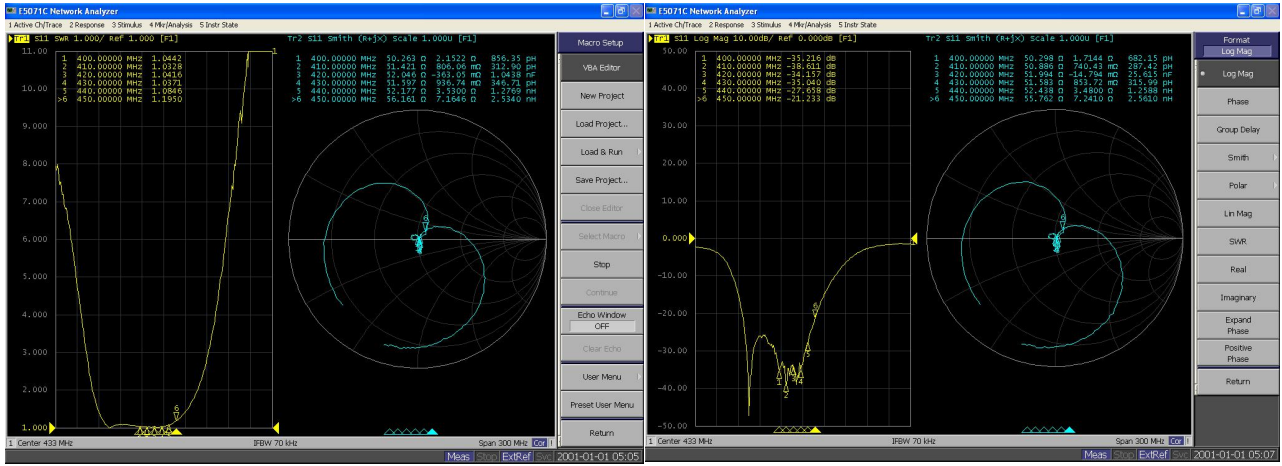 E5071C Network Analyzer
1 Active Ch/Trace 2 Response 3 Stimulus 4 Mkr/Analysis 5 Instr State
Tr1 S11 SWR 1.000/ Ref 1.000 [F1]
11.00
10.00
9.000
8.000
7.000
6.000
5.000
4.000
3.000
2.000
1.000
1 400.00000 MHz 1.0442
2 410.00000 MHz 1.0328
3 420.00000 MHz 1.0416
4 430.00000 MHz 1.0371
5 440.00000 MHz 1.0846
>6 450.00000 MHz 1.1950
1
6
Tr2 S11 Smith (R+jX) Scale 1.000U [F1]
1 400.00000 MHz 50.263 Ω 2.1522 Ω 856.35 pH
2 410.00000 MHz 51.421 Ω 806.06 mΩ 312.90 pH
3 420.00000 MHz 52.046 Ω -363.05 mΩ 1.0438 nF
4 430.00000 MHz 51.597 Ω 936.74 mΩ 346.71 pH
5 440.00000 MHz 52.177 Ω 3.5300 Ω 1.2769 nH
>6 450.00000 MHz 56.161 Ω 7.1646 Ω 2.5340 nH
6
Macro Setup
VBA Editor
New Project
Load Project...
Load & Run
Save Project...
Close Editor
Select Macro
Stop
Continue
Echo Window
OFF
Clear Echo
User Menu
Preset User Menu
Return
1 Center 433 MHz IFBW 70 kHz Span 300 MHz Cor !
Meas Stop ExtRef Svc 2001-01-01 05:05
E5071C Network Analyzer
1 Active Ch/Trace 2 Response 3 Stimulus 4 Mkr/Analysis 5 Instr State
Tr1 S11 Log Mag 10.00dB/ Ref 0.000dB [F1]
50.00
40.00
30.00
20.00
10.00
0.000
-10.00
-20.00
-30.00
-40.00
-50.00
1 400.00000 MHz -35.216 dB
2 410.00000 MHz -38.611 dB
3 420.00000 MHz -34.157 dB
4 430.00000 MHz -35.040 dB
5 440.00000 MHz -27.658 dB
>6 450.00000 MHz -21.233 dB
6
5
1
2
3
4
Tr2 S11 Smith (R+jX) Scale 1.000U [F1]
1 400.00000 MHz 50.298 Ω 1.7144 Ω 682.15 pH
2 410.00000 MHz 50.886 Ω 740.43 mΩ 287.42 pH
3 420.00000 MHz 51.994 Ω -14.794 mΩ 25.615 nF
4 430.00000 MHz 51.583 Ω 853.72 mΩ 315.99 pH
5 440.00000 MHz 52.438 Ω 3.4800 Ω 1.2588 nH
>6 450.00000 MHz 55.762 Ω 7.2410 Ω 2.5610 nH
6
Format
Log Mag
Log Mag
Phase
Group Delay
Smith
Polar
Lin Mag
SWR
Real
Imaginary
Expand
Phase
Positive
Phase
Return
1 Center 433 MHz IFBW 70 kHz Span 300 MHz Cor !
Meas Stop ExtRef Svc 2001-01-01 05:07